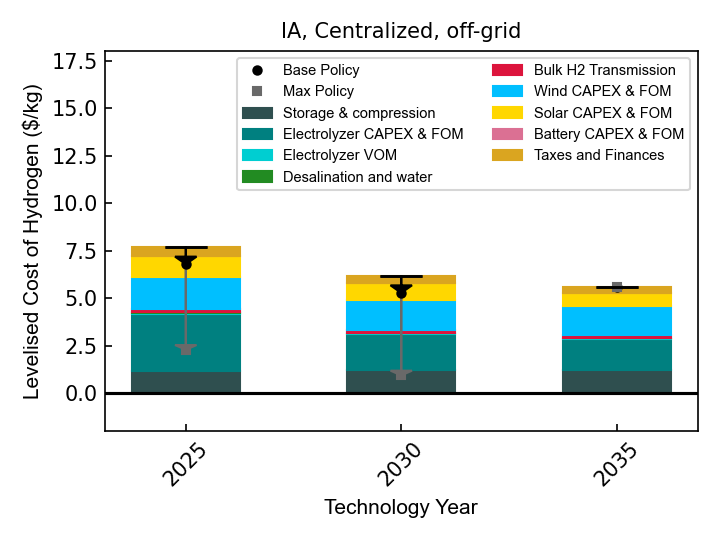 IA, Centralized, off-grid
Levelised Cost of Hydrogen ($/kg)
17.5
15.0
12.5
10.0
7.5
5.0
2.5
0.0
Base Policy
Max Policy
Storage & compression
Electrolyzer CAPEX & FOM
Electrolyzer VOM
Desalination and water
Bulk H2 Transmission
Wind CAPEX & FOM
Solar CAPEX & FOM
Battery CAPEX & FOM
Taxes and Finances
2025
2030
2035
Technology Year